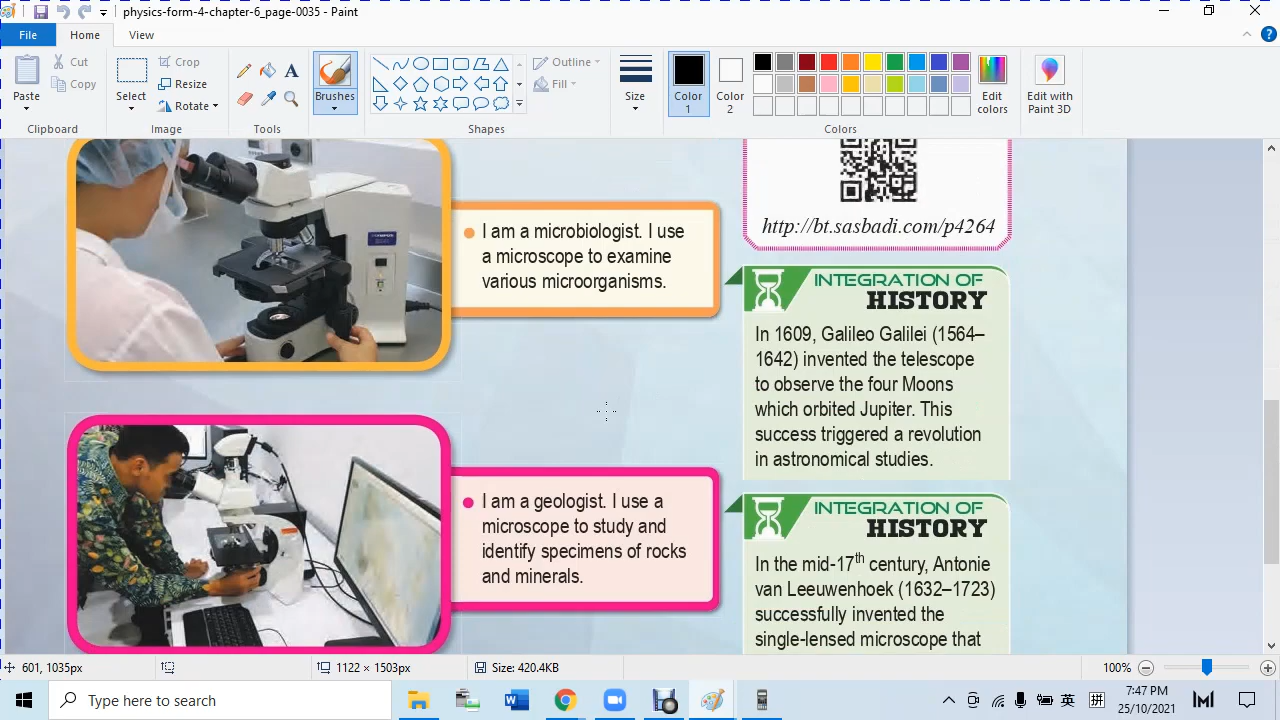 physics-form-4-chapter-6_page-0035 - Paint
File
Home
View
Paste
Cut
Copy
Clipboard
Select
Crop
Resize
Rotate
Image
Tools
Brushes
Shapes
Outline
Fill
Size
Color 1
Color 2
Colors
Edit colors
Edit with Paint 3D
I am a microbiologist. I use
a microscope to examine
various microorganisms.
I am a geologist. I use a
microscope to study and
identify specimens of rocks
and minerals.
http://bt.sasbadi.com/p4264
INTEGRATION OF
HISTORY
In 1609, Galileo Galilei (1564–
1642) invented the telescope
to observe the four Moons
which orbited Jupiter. This
success triggered a revolution
in astronomical studies.
INTEGRATION OF
HISTORY
In the mid-17th century, Antonie
van Leeuwenhoek (1632–1723)
successfully invented the
single-lensed microscope that
601, 1035px
1122 × 1503px
Size: 420.4KB
100%
Type here to search
英
拼
7:47 PM
25/10/2021